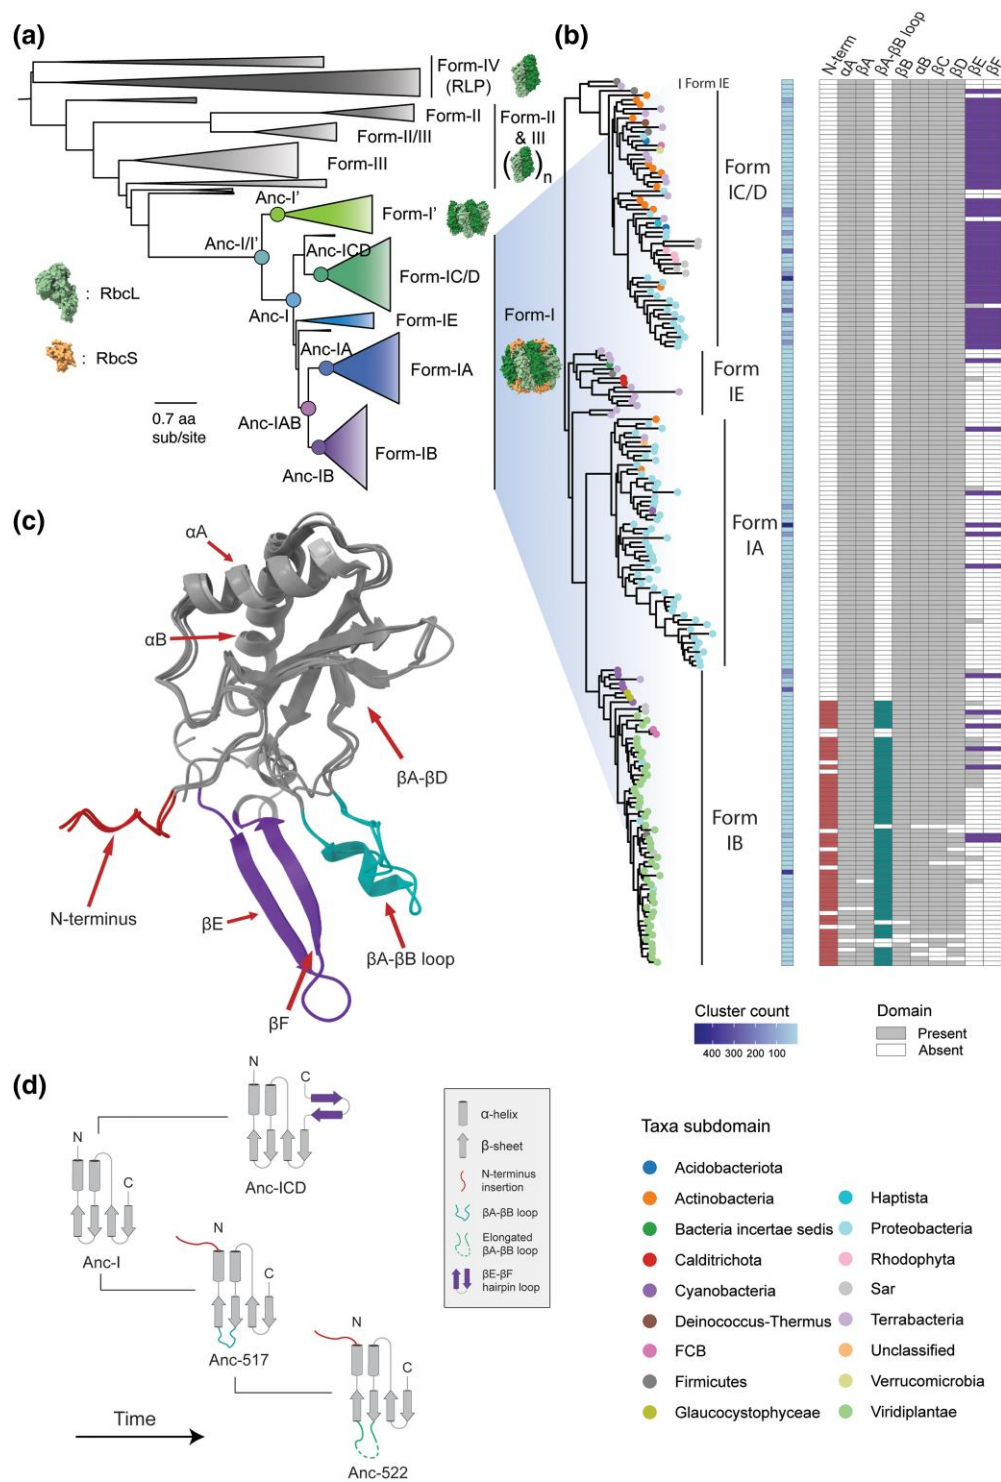 (a)
Form-IV
(RLP)
Form-II
Form-II/III
Form-III
Form-II
& III
( )n
Anc-I'
Form-I'
Anc-I/I'
Anc-ICD
Form-IC/D
Anc-I
Form-IE
Anc-IA
Form-IA
Anc-IAB
Anc-IB
Form-IB
: RbcL
: RbcS
0.7 aa
sub/site
Form-I
(b)
Form IE
Form
IC/D
Form
IE
Form
IA
Form
IB
N-term
αA
βA
βA-βB loop
βB
αB
βC
βD
βE
βF
Cluster count
400 300 200 100
Domain
Present
Absent
(c)
αA
αB
βA-βD
N-terminus
βE
βF
βA-βB loop
(d)
N
C
Anc-ICD
N
C
Anc-I
N
C
Anc-517
N
C
Anc-522
Time
α-helix
β-sheet
N-terminus
insertion
βA-βB loop
Elongated
βA-βB loop
βE-βF
hairpin loop
Taxa subdomain
Acidobacteriota
Actinobacteria
Bacteria incertae sedis
Calditrichota
Cyanobacteria
Deinococcus-Thermus
FCB
Firmicutes
Glaucocystophyceae
Haptista
Proteobacteria
Rhodophyta
Sar
Terrabacteria
Unclassified
Verrucomicrobia
Viridiplantae